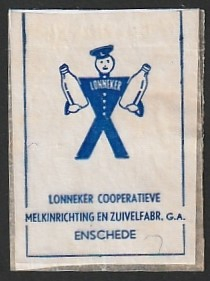 LONNEKER
LONNEKER COOPERATIEVE
MELKINRICHTING EN ZUIVELFABR. G.A.
ENSCHEDE